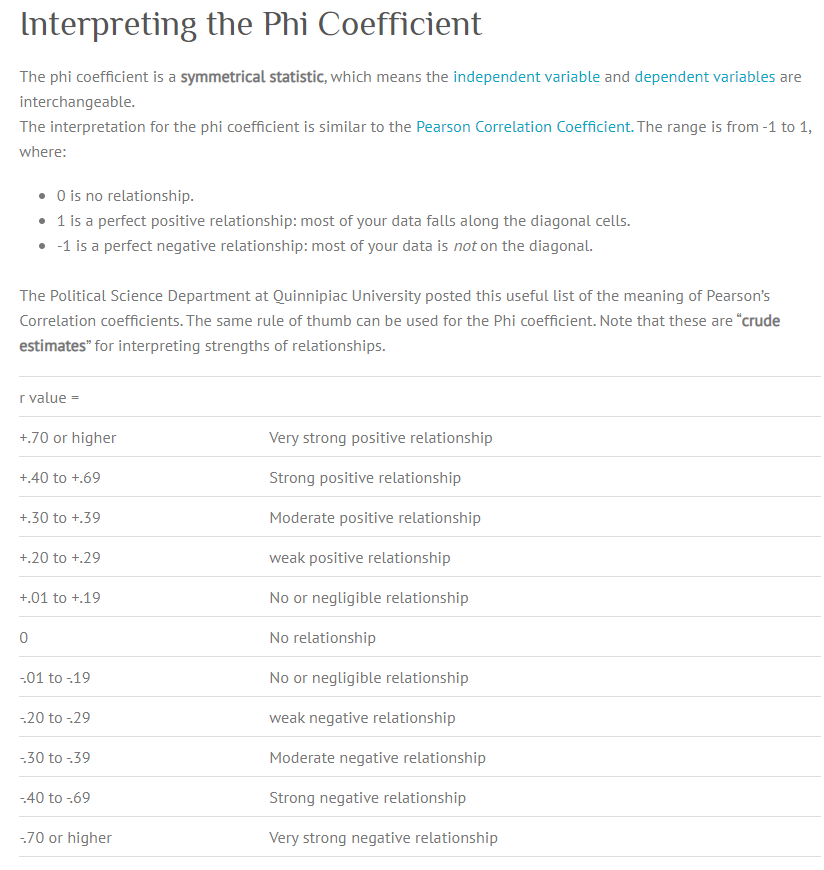 Interpreting the Phi Coefficient
The phi coefficient is a symmetrical statistic, which means the independent variable and dependent variables are
interchangeable.
The interpretation for the phi coefficient is similar to the Pearson Correlation Coefficient. The range is from -1 to 1,
where:
• 0 is no relationship.
• 1 is a perfect positive relationship: most of your data falls along the diagonal cells.
• -1 is a perfect negative relationship: most of your data is not on the diagonal.
The Political Science Department at Quinnipiac University posted this useful list of the meaning of Pearson’s
Correlation coefficients. The same rule of thumb can be used for the Phi coefficient. Note that these are “crude
estimates” for interpreting strengths of relationships.
r value =
+.70 or higher Very strong positive relationship
+.40 to +.69 Strong positive relationship
+.30 to +.39 Moderate positive relationship
+.20 to +.29 weak positive relationship
+.01 to +.19 No or negligible relationship
0 No relationship
-.01 to -.19 No or negligible relationship
-.20 to -.29 weak negative relationship
-.30 to -.39 Moderate negative relationship
-.40 to -.69 Strong negative relationship
-.70 or higher Very strong negative relationship